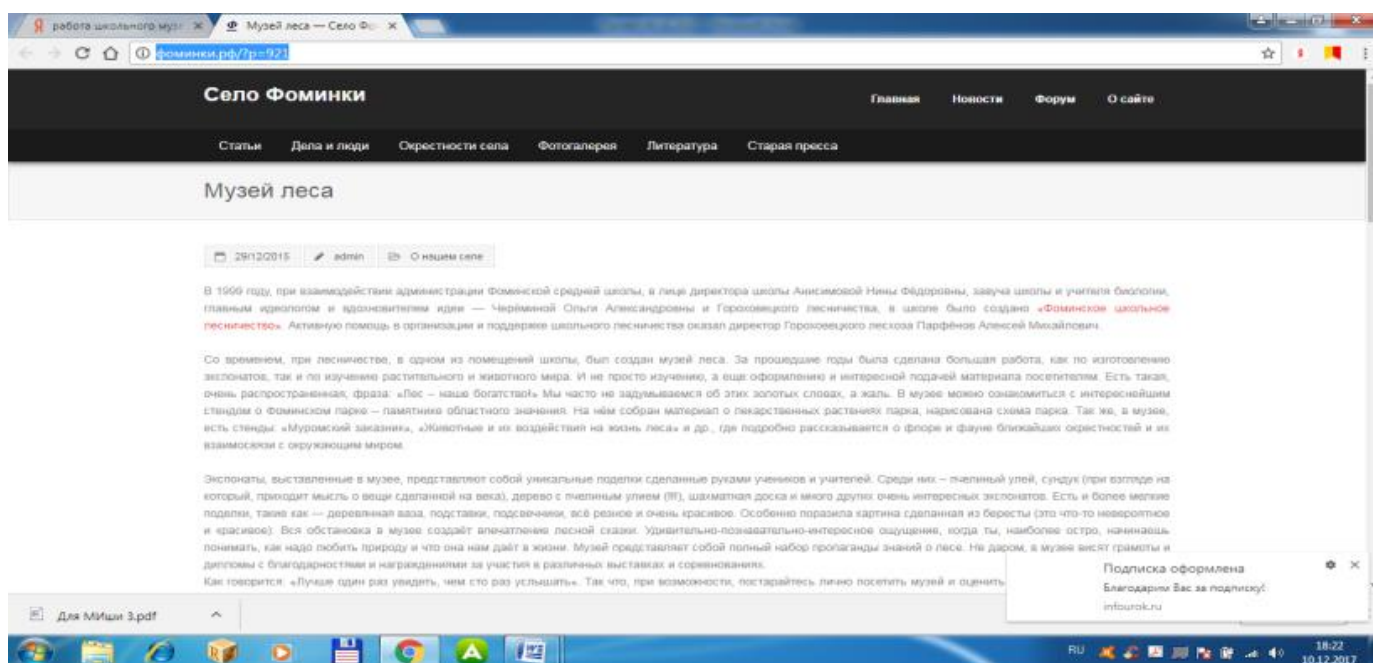 работа школьного муз
Музей леса — Село Фо
фоминки.рф/?p=921
Село Фоминки
Главная Новости Форум О сайте
Статьи Дела и люди Окрестности села Фотогалерея Литература Старая пресса
Музей леса
29/12/2015 admin О нашем селе
В 1999 году, при взаимодействии администрации Фоминской средней школы, в лице директора школы Анисимовой Нины Фёдоровны, завуча школы и учителя биологии,
главным идеологом и вдохновителем идеи — Черёминой Ольги Александровны и Гороховецкого лесничества, в школе было создано «Фоминское школьное
лесничество». Активную помощь в организации и поддержке школьного лесничества оказал директор Гороховецкого лесхоза Парфёнов Алексей Михайлович.
Со временем, при лесничестве, в одном из помещений школы, был создан музей леса. За прошедшие годы была сделана большая работа, как по изготовлению
экспонатов, так и по изучению растительного и животного мира. И не просто изучению, а еще оформлению и интересной подачей материала посетителям. Есть такая,
очень распространенная, фраза: «Лес – наше богатство!» Мы часто не задумываемся об этих золотых словах, а жаль. В музее можно ознакомиться с интереснейшим
стендом о Фоминском парке – памятнике областного значения. На нём собран материал о лекарственных растениях парка, нарисована схема парка. Так же, в музее,
есть стенды: «Муромский заказник», «Животные и их воздействия на жизнь леса» и др., где подробно рассказывается о флоре и фауне ближайших окрестностей и их
взаимосвязи с окружающим миром.
Экспонаты, выставленные в музее, представляют собой уникальные поделки сделанные руками учеников и учителей. Среди них – пчелиный улей, сундук (при взгляде на
который, приходит мысль о вещи сделанной на века), дерево с пчелиным улием (!!!), шахматная доска и много других очень интересных экспонатов. Есть и более мелкие
поделки, такие как — деревянная ваза, подставки, подсвечники, всё резное и очень красивое. Особенно поразила картина сделанная из бересты (это что-то невероятное
и красивое). Вся обстановка в музее создаёт впечатление лесной сказки. Удивительно-познавательно-интересное ощущение, когда ты, наиболее остро, начинаешь
понимать, как надо любить природу и что она нам даёт в жизни. Музей представляет собой полный набор пропаганды знаний о лесе. Не даром, в музее висят грамоты и
дипломы с благодарностями и награждениями за участия в различных выставках и соревнованиях.
Как говорится: «Лучше один раз увидеть, чем сто раз услышать». Так что, при возможности, постарайтесь лично посетить музей и оценить
Подписка оформлена
Благодарим Вас за подписку!
infourok.ru
Для МИши 3.pdf
RU 18:22
10.12.2017